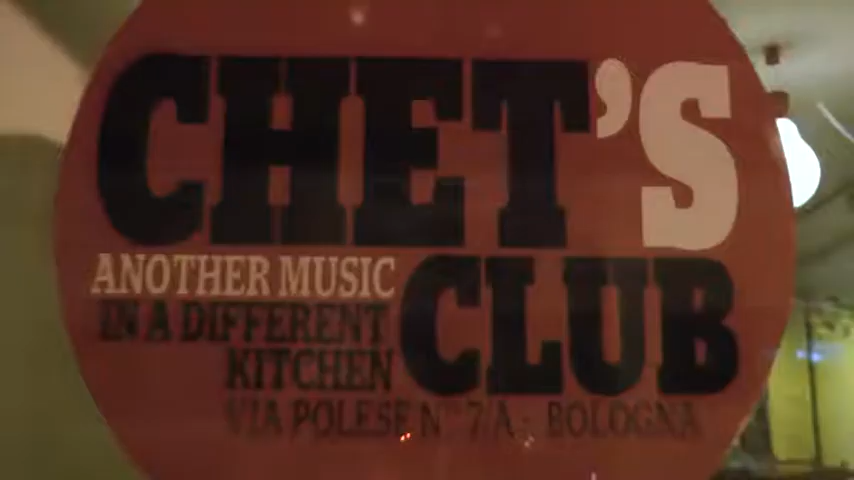 CHET'S
ANOTHER MUSIC
IN A DIFFERENT
KITCHEN
CLUB
VIA POLESE N° 7/A - BOLOGNA